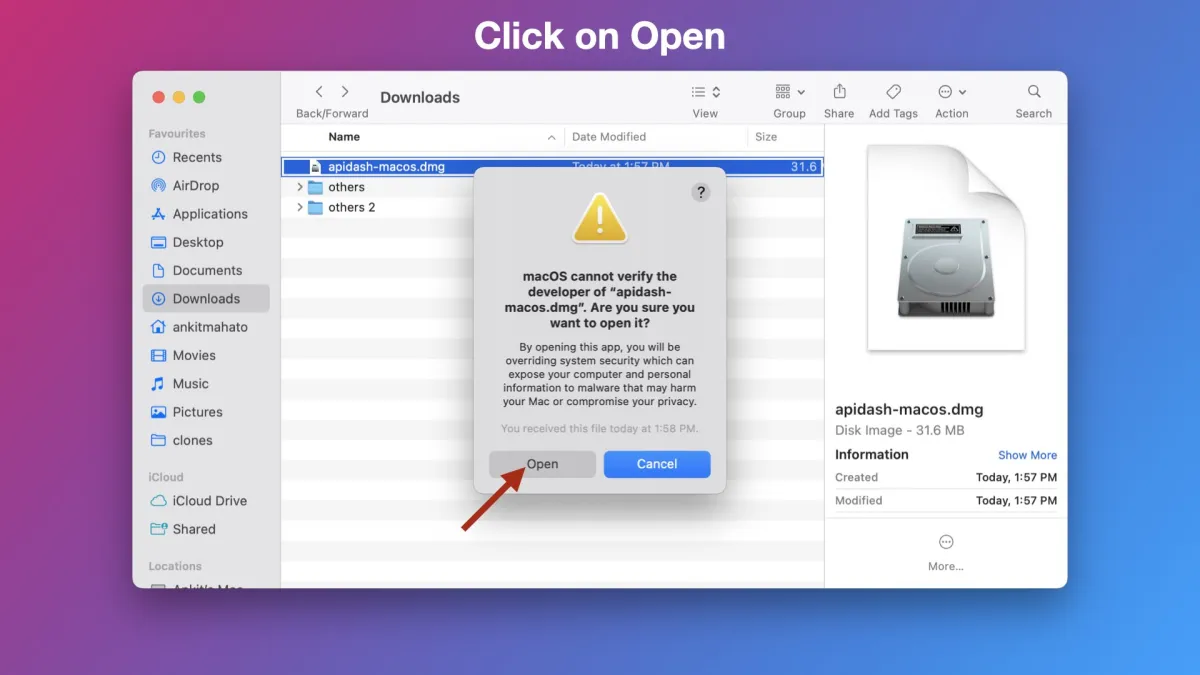 Click on Open
Back/Forward
Downloads
View
Group
Share
Add Tags
Action
Search
Favourites
Recents
AirDrop
Applications
Desktop
Documents
Downloads
ankitmahato
Movies
Music
Pictures
clones
iCloud
iCloud Drive
Shared
Locations
Ankit's Mac
Name
Date Modified
Size
apidash-macos.dmg
Today at 1:57 PM
31.6
others
others 2
?
macOS cannot verify the
developer of “apidash-
macos.dmg”. Are you sure you
want to open it?
By opening this app, you will be
overriding system security which can
expose your computer and personal
information to malware that may harm
your Mac or compromise your privacy.
You received this file today at 1:58 PM.
Open
Cancel
apidash-macos.dmg
Disk Image - 31.6 MB
Information
Show More
Created
Today, 1:57 PM
Modified
Today, 1:57 PM
More...